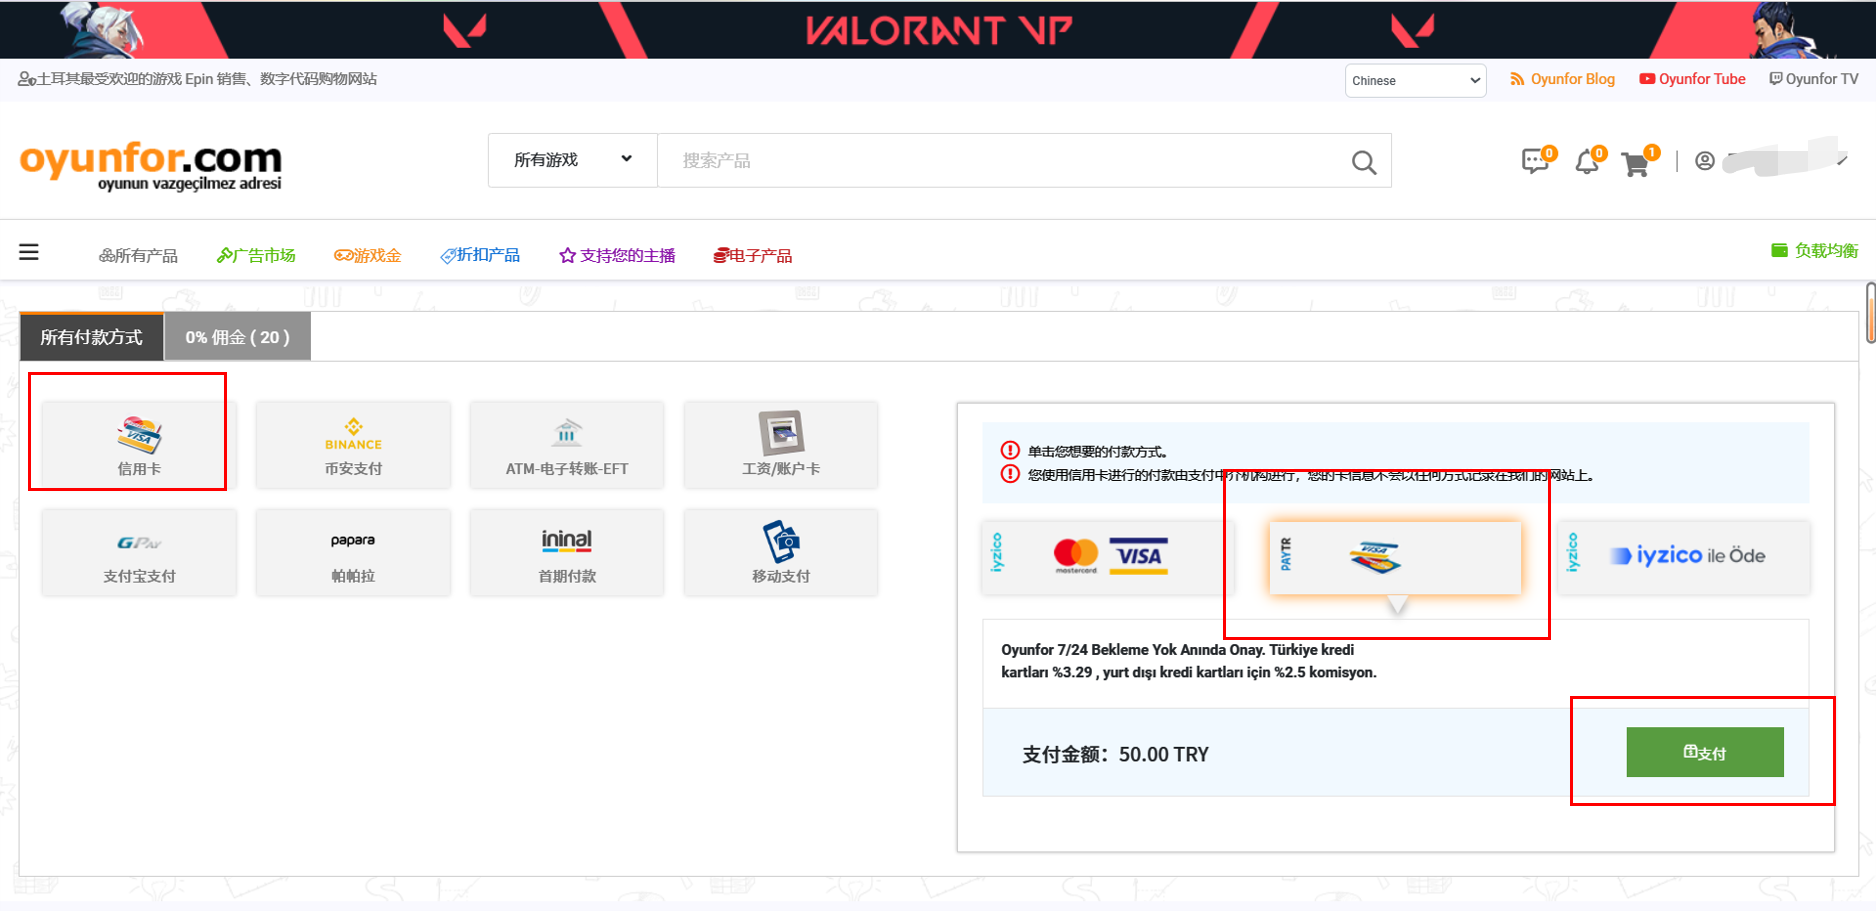 VALORANT VP
土耳其最受欢迎的游戏 Epin 销售、数字代码购物网站
Chinese
Oyunfor Blog
Oyunfor Tube
Oyunfor TV
oyunfor.com
oyunun vazgeçilmez adresi
所有游戏
搜索产品
0
0
1
所有产品
广告市场
游戏金
折扣产品
支持您的主播
电子产品
负载均衡
所有付款方式
0% 佣金 ( 20 )
VISA
信用卡
BINANCE
币安支付
ATM-电子转账-EFT
工资/账户卡
GPAY
支付宝支付
papara
帕帕拉
ininal
首期付款
移动支付
单击您想要的付款方式。
您使用信用卡进行的付款由支付中介机构进行，您的卡信息不会以任何方式记录在我们的网站上。
iyzico
mastercard
VISA
PAYTR
VISA
iyzico
iyzico ile Öde
Oyunfor 7/24 Bekleme Yok Anında Onay. Türkiye kredi
kartları %3.29 , yurt dışı kredi kartları için %2.5 komisyon.
支付金额：50.00 TRY
支付